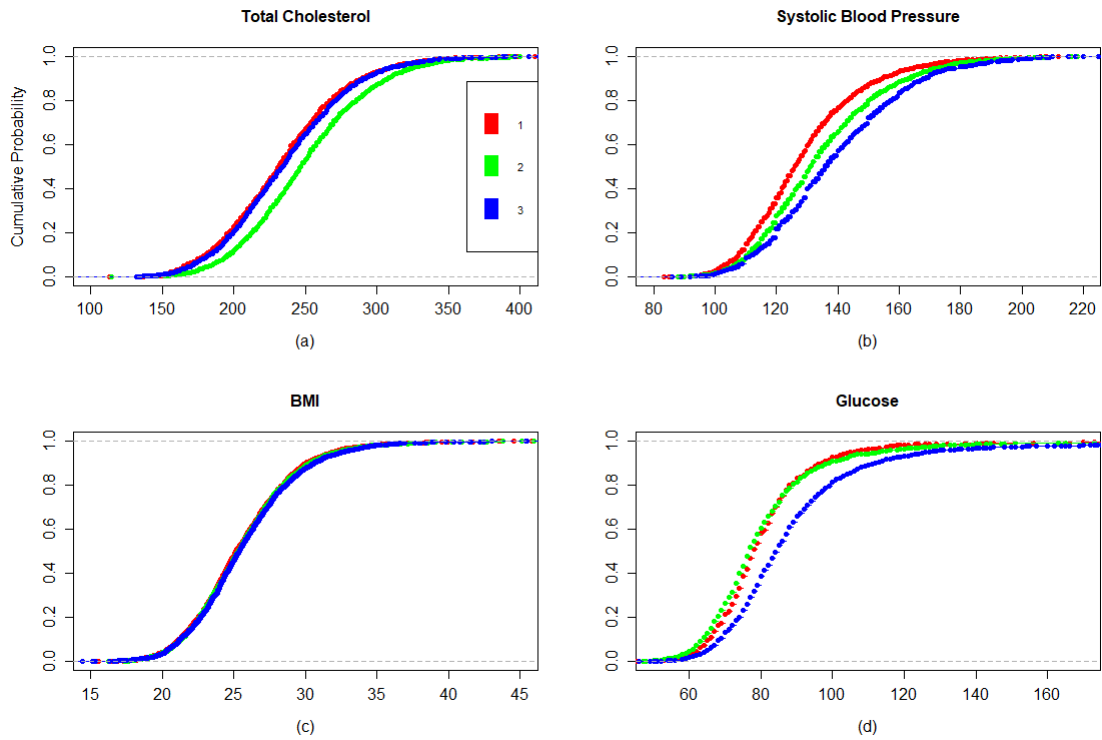 Total Cholesterol
Cumulative Probability
0.0 0.2 0.4 0.6 0.8 1.0
1
2
3
100 150 200 250 300 350 400
(a)
Systolic Blood Pressure
0.0 0.2 0.4 0.6 0.8 1.0
80 100 120 140 160 180 200 220
(b)
BMI
0.0 0.2 0.4 0.6 0.8 1.0
15 20 25 30 35 40 45
(c)
Glucose
0.0 0.2 0.4 0.6 0.8 1.0
60 80 100 120 140 160
(d)